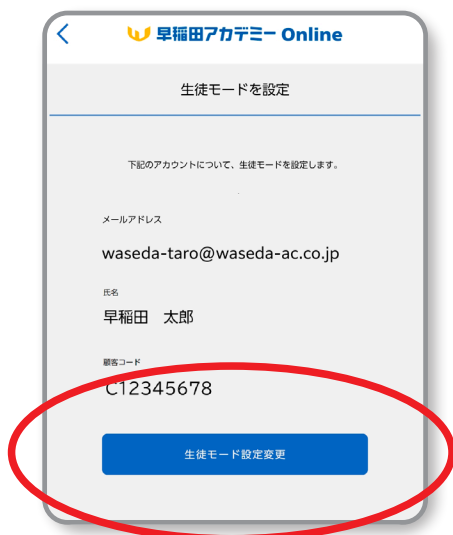 早稲田アカデミー Online
生徒モードを設定
下記のアカウントについて、生徒モードを設定します。
メールアドレス
waseda-taro@waseda-ac.co.jp
氏名
早稲田　太郎
顧客コード
C12345678
生徒モード設定変更